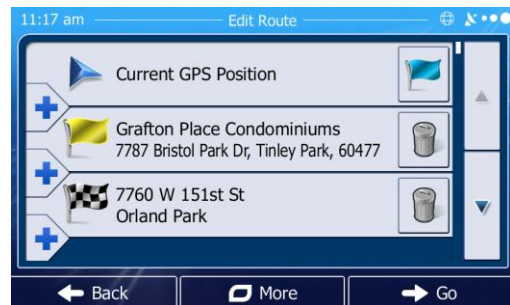 11:17 am
Edit Route
Current GPS Position
Grafton Place Condominiums
7787 Bristol Park Dr, Tinley Park, 60477
7760 W 151st St
Orland Park
Back
More
Go